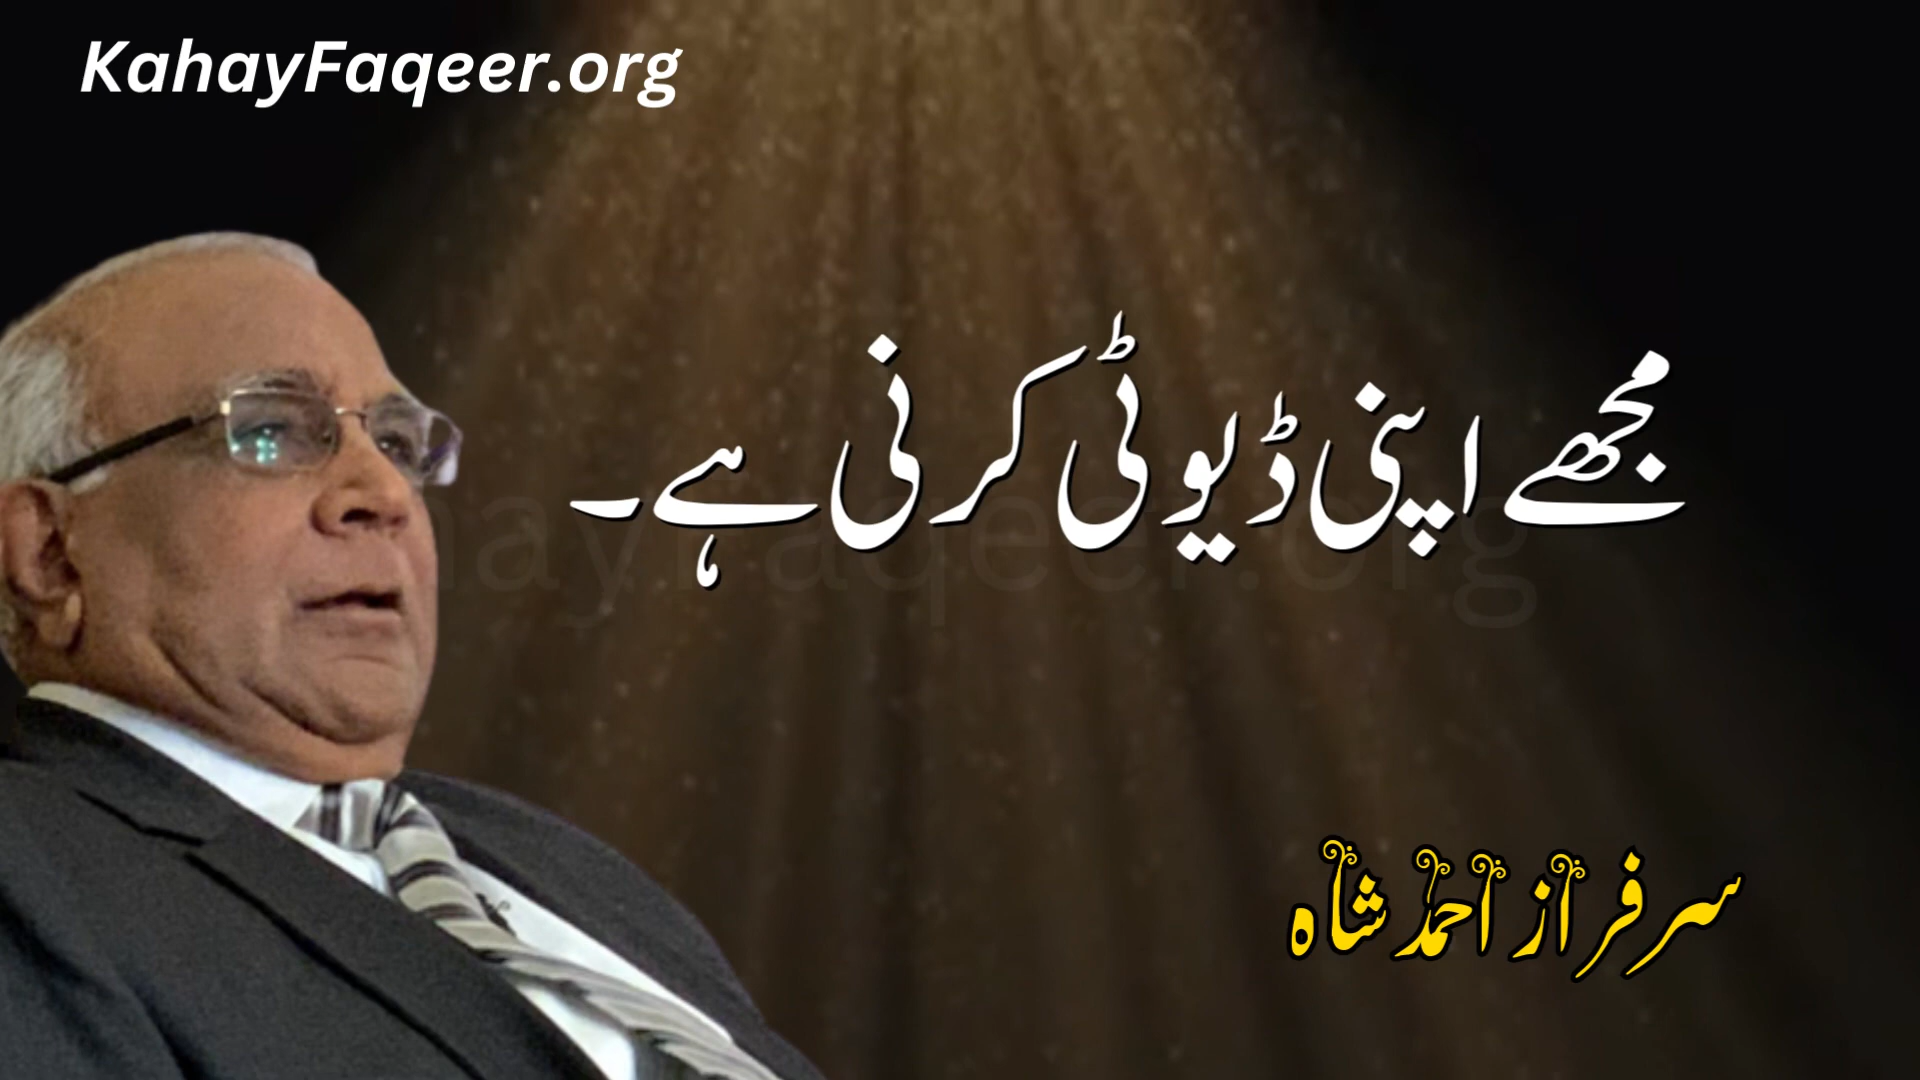 KahayFaqeer.org
مجھے اپنی ڈیوٹی کرنی ہے۔
سرفراز احمد شاہ